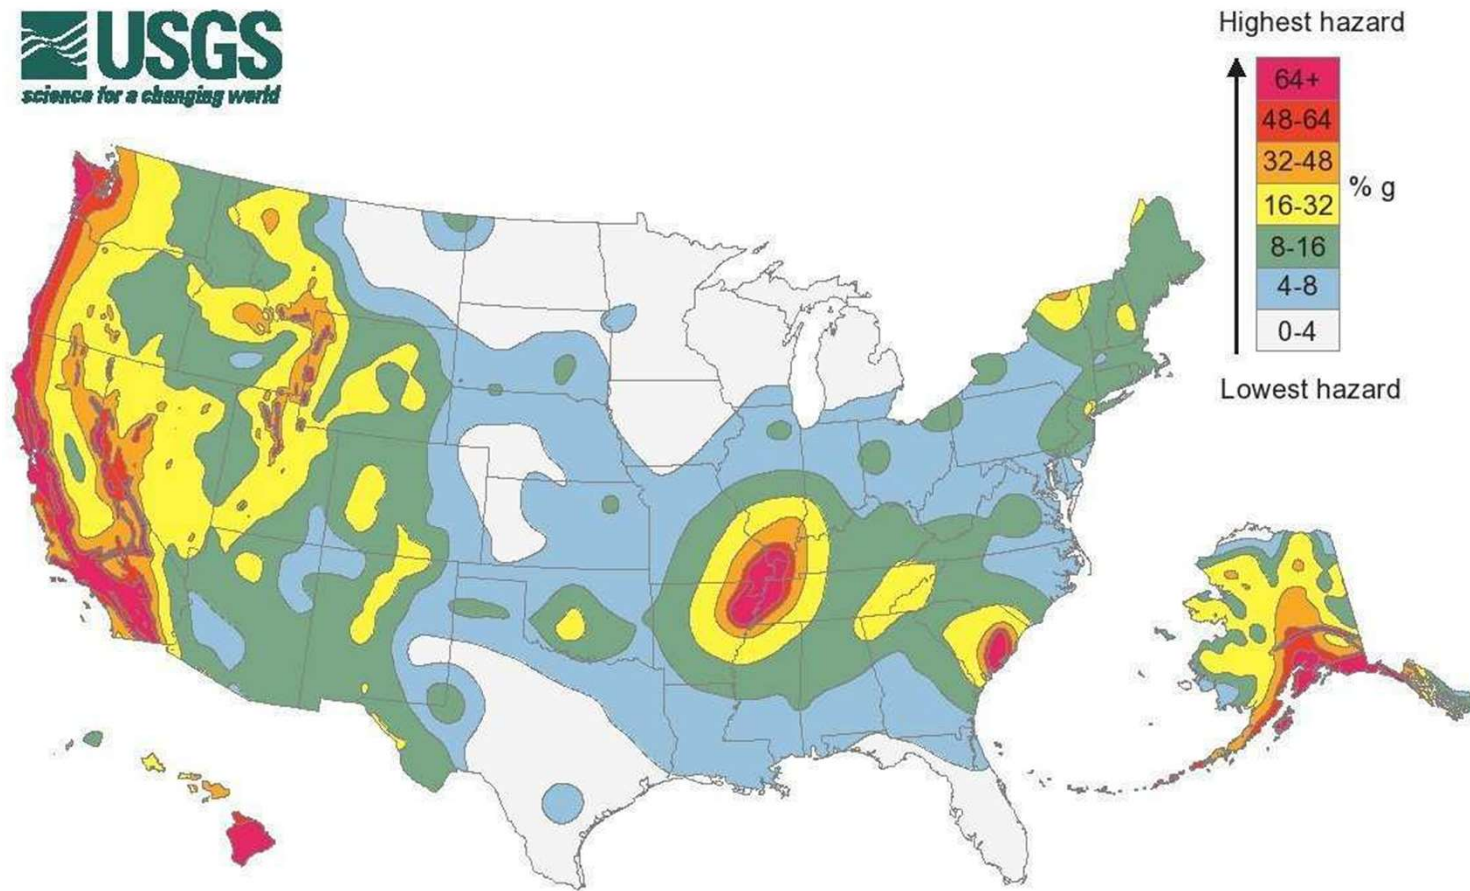 USGS
science for a changing world
Highest hazard
64+
48-64
32-48
16-32
% g
8-16
4-8
0-4
Lowest hazard